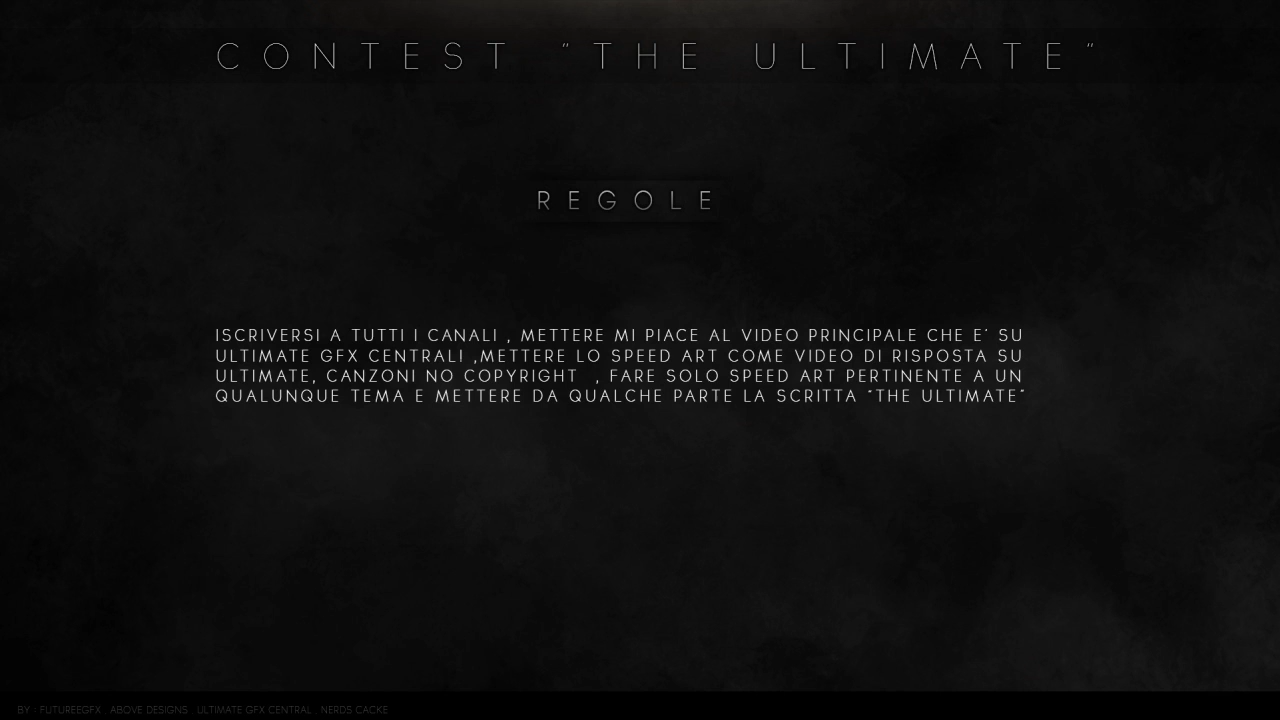 CONTEST "THE ULTIMATE"
REGOLE
ISCRIVERSI A TUTTI I CANALI , METTERE MI PIACE AL VIDEO PRINCIPALE CHE E' SU
ULTIMATE GFX CENTRALI ,METTERE LO SPEED ART COME VIDEO DI RISPOSTA SU
ULTIMATE, CANZONI NO COPYRIGHT , FARE SOLO SPEED ART PERTINENTE A UN
QUALUNQUE TEMA E METTERE DA QUALCHE PARTE LA SCRITTA "THE ULTIMATE"
BY : FUTUREEGFX . ABOVE DESIGNS . ULTIMATE GFX CENTRAL . NERDS CACKE